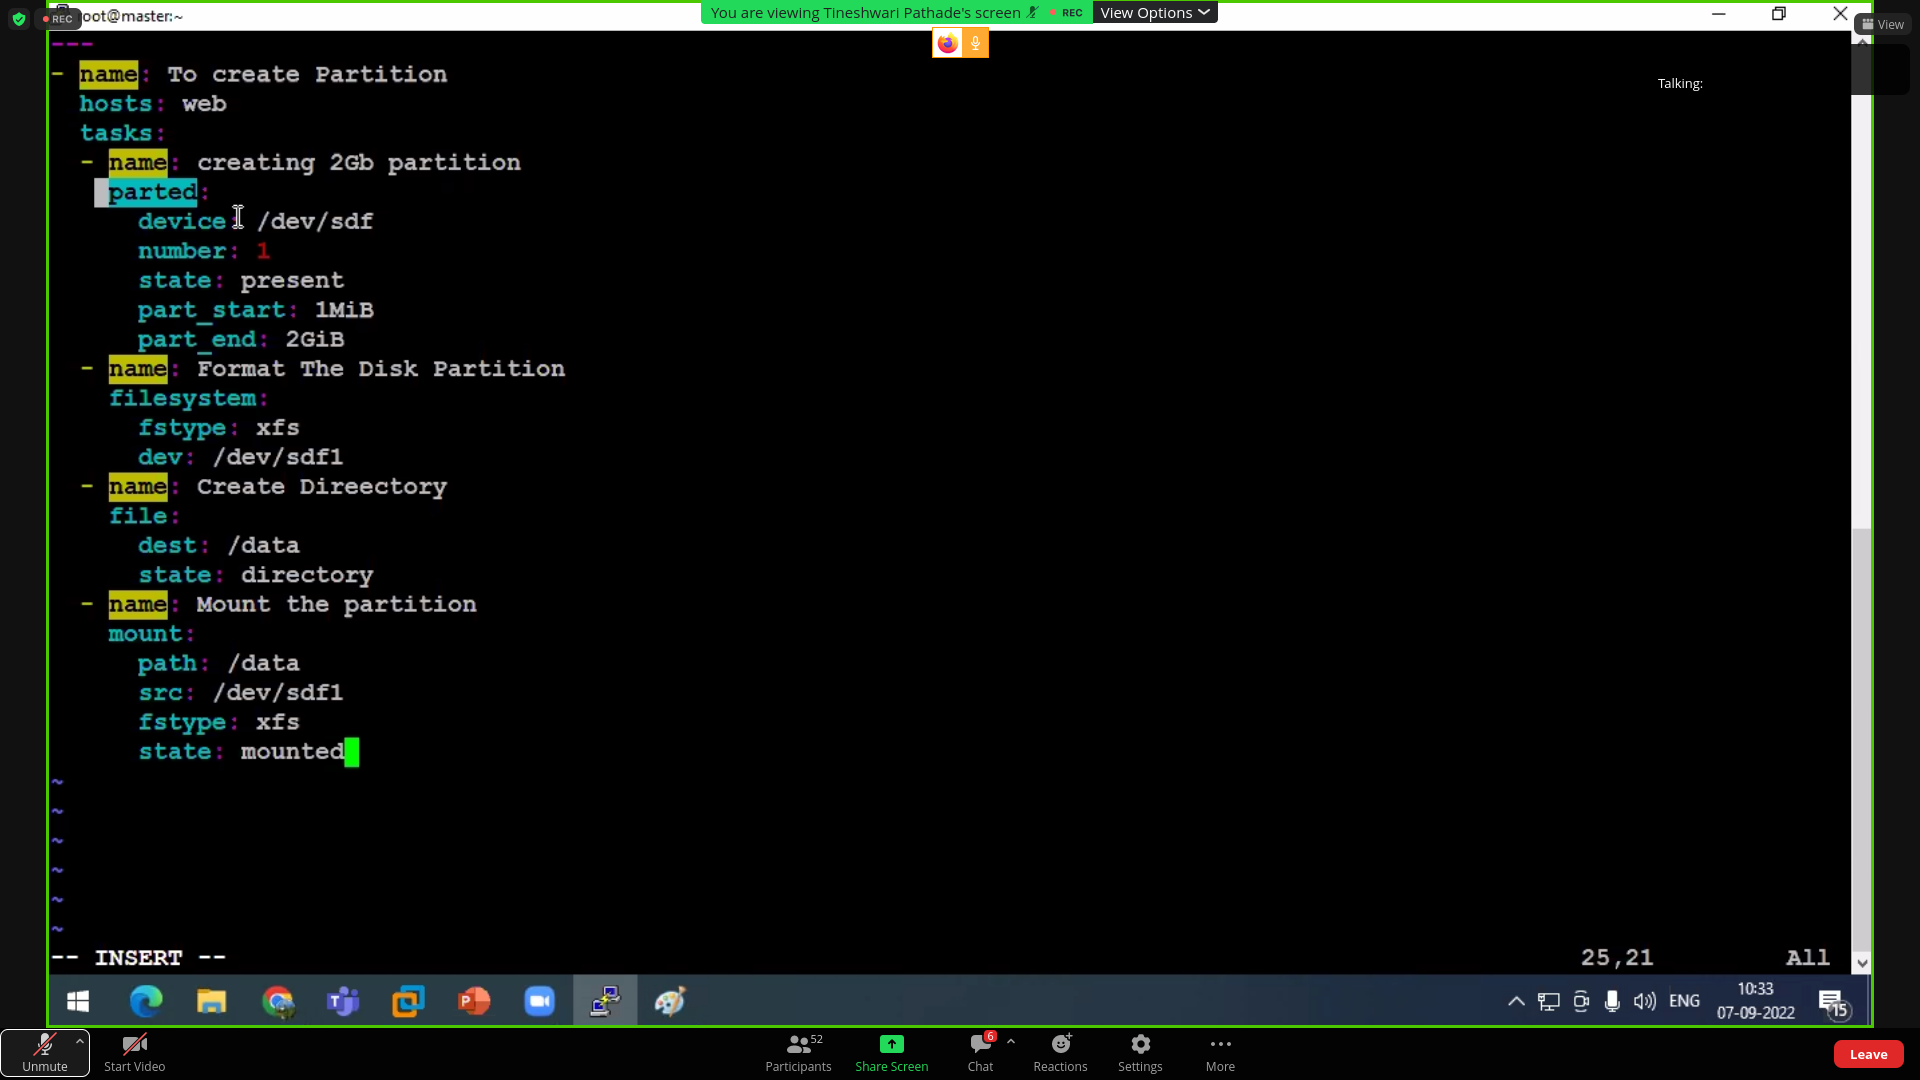 REC
root@master:~
You are viewing Tineshwari Pathade's screen
REC
View Options
View
Talking:
---
- name: To create Partition
hosts: web
tasks:
- name: creating 2Gb partition
parted:
device: /dev/sdf
number: 1
state: present
part_start: 1MiB
part_end: 2GiB
- name: Format The Disk Partition
filesystem:
fstype: xfs
dev: /dev/sdf1
- name: Create Direectory
file:
dest: /data
state: directory
- name: Mount the partition
mount:
path: /data
src: /dev/sdf1
fstype: xfs
state: mounted
~
~
~
~
~
~
-- INSERT --
25,21
All
ENG
10:33
07-09-2022
15
Unmute
Start Video
52
Participants
Share Screen
6
Chat
Reactions
Settings
More
Leave